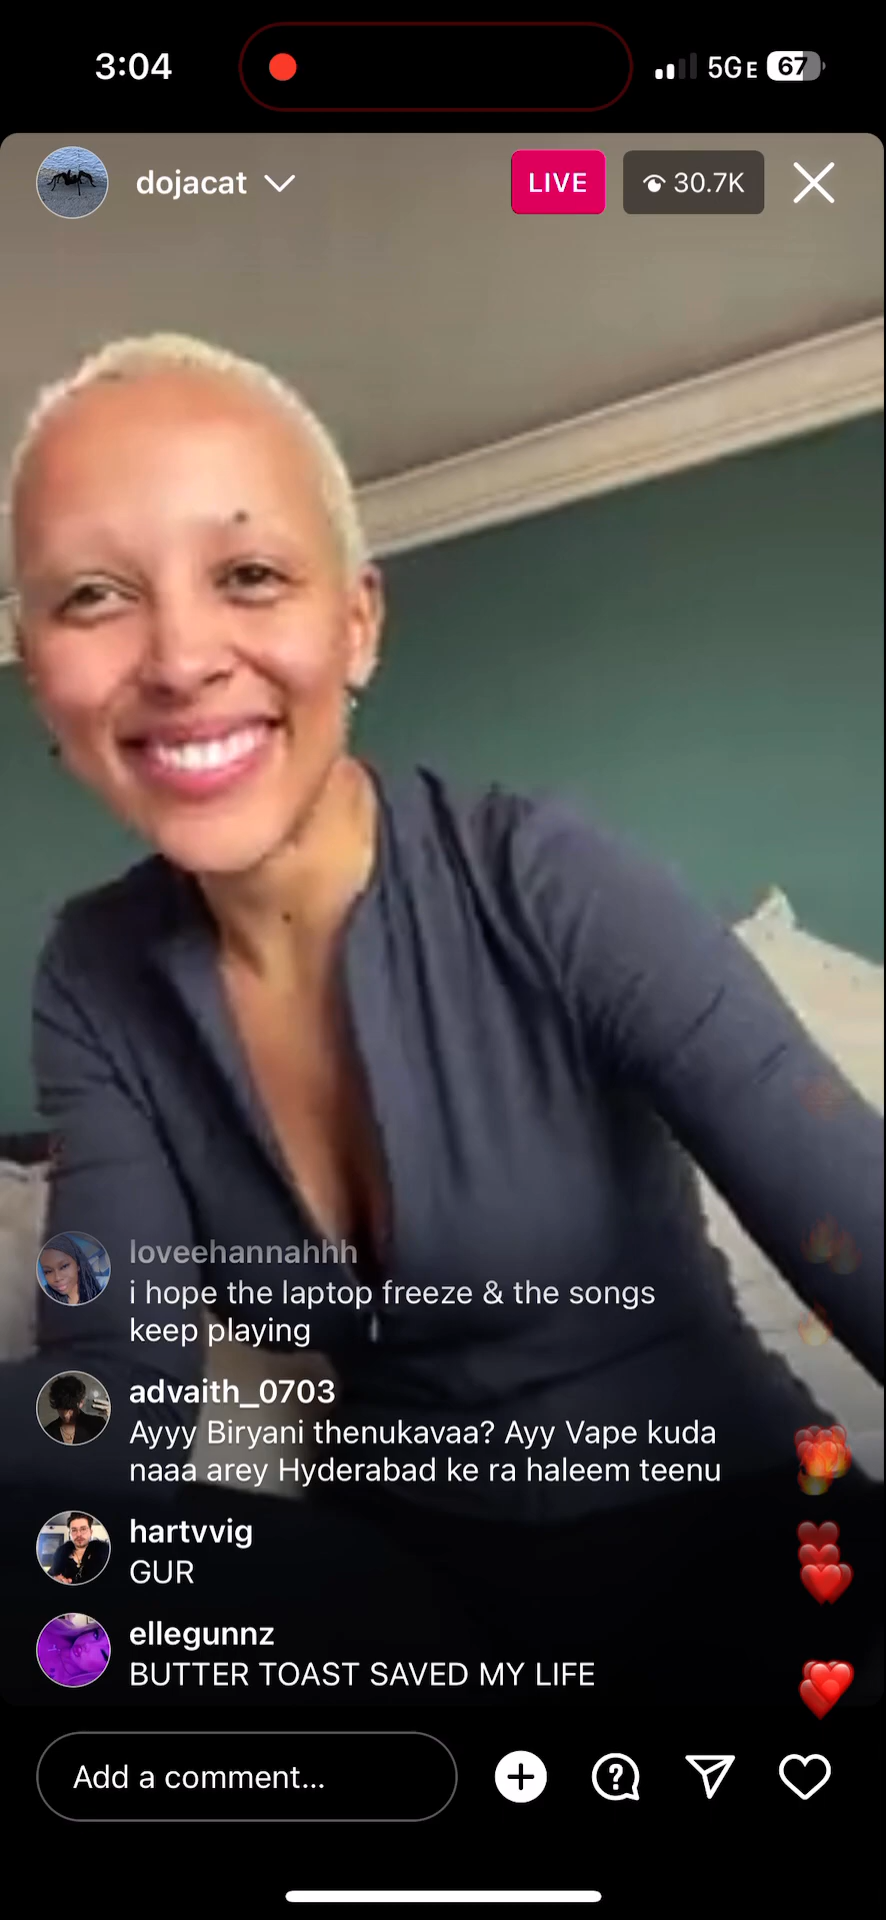 3:04
5GE 67
dojacat
LIVE
30.7K
loveehannahhh
i hope the laptop freeze & the songs
keep playing
advaith_0703
Ayyy Biryani thenukavaa? Ayy Vape kuda
naaa arey Hyderabad ke ra haleem teenu
hartvvig
GUR
ellegunnz
BUTTER TOAST SAVED MY LIFE
Add a comment...